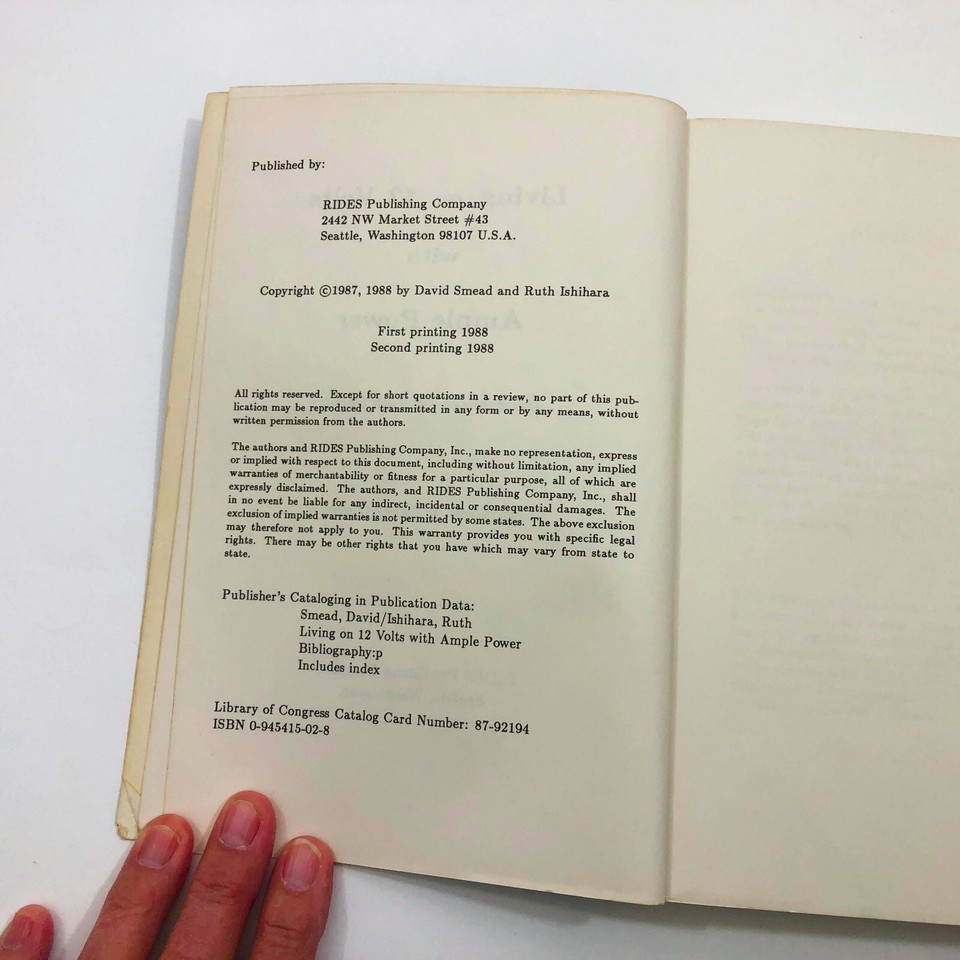 Published by:
RIDES Publishing Company
2442 NW Market Street #43
Seattle, Washington 98107 U.S.A.
Copyright ©1987, 1988 by David Smead and Ruth Ishihara
First printing 1988
Second printing 1988
All rights reserved. Except for short quotations in a review, no part of this pub-
lication may be reproduced or transmitted in any form or by any means, without
written permission from the authors.
The authors and RIDES Publishing Company, Inc., make no representation, express
or implied with respect to this document, including without limitation, any implied
warranties of merchantability or fitness for a particular purpose, all of which are
expressly disclaimed. The authors, and RIDES Publishing Company, Inc., shall
in no event be liable for any indirect, incidental or consequential damages. The
exclusion of implied warranties is not permitted by some states. The above exclusion
may therefore not apply to you. This warranty provides you with specific legal
rights. There may be other rights that you have which may vary from state to
state.
Publisher's Cataloging in Publication Data:
Smead, David/Ishihara, Ruth
Living on 12 Volts with Ample Power
Bibliography:p
Includes index
Library of Congress Catalog Card Number: 87-92194
ISBN 0-945415-02-8